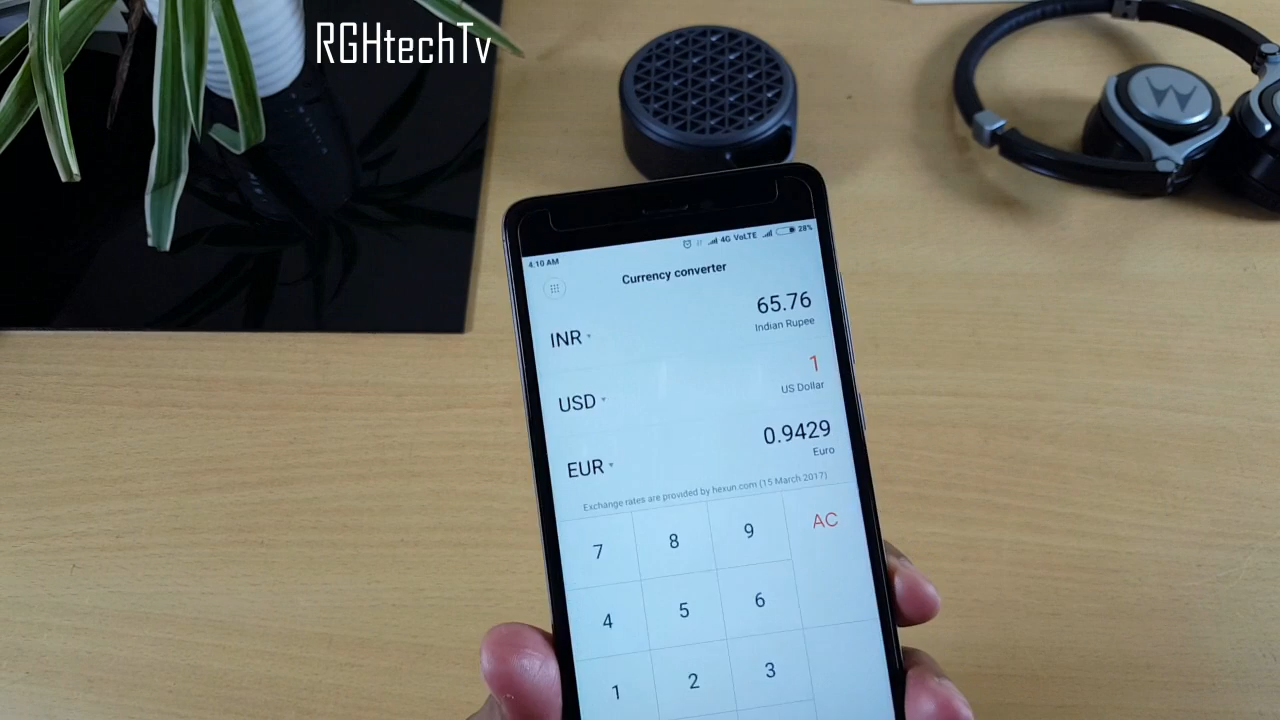 RGHtechTv
4:10 AM 4G VoLTE 28%
Currency converter
INR 65.76
Indian Rupee
USD 1
US Dollar
EUR 0.9429
Euro
Exchange rates are provided by hexun.com (15 March 2017)
7 8 9 AC
4 5 6
1 2 3